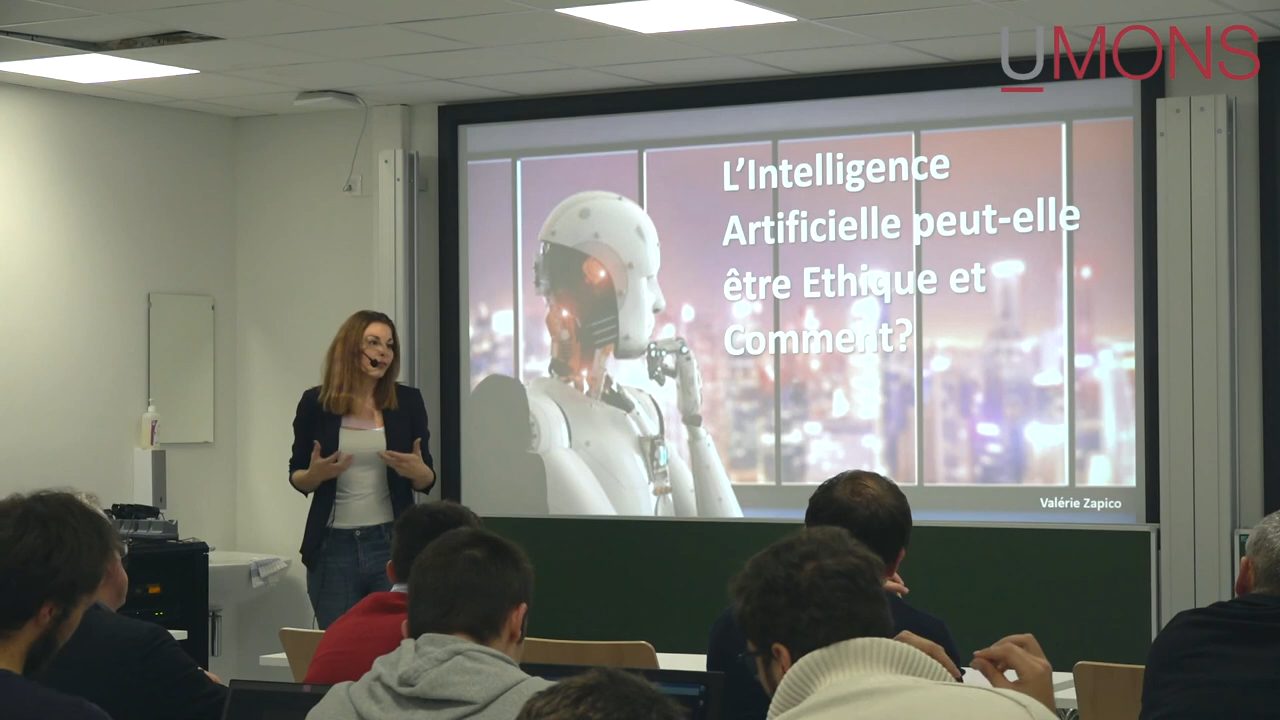 UMONS
L'Intelligence
Artificielle peut-elle
être Ethique et
Comment?
Valérie Zapico